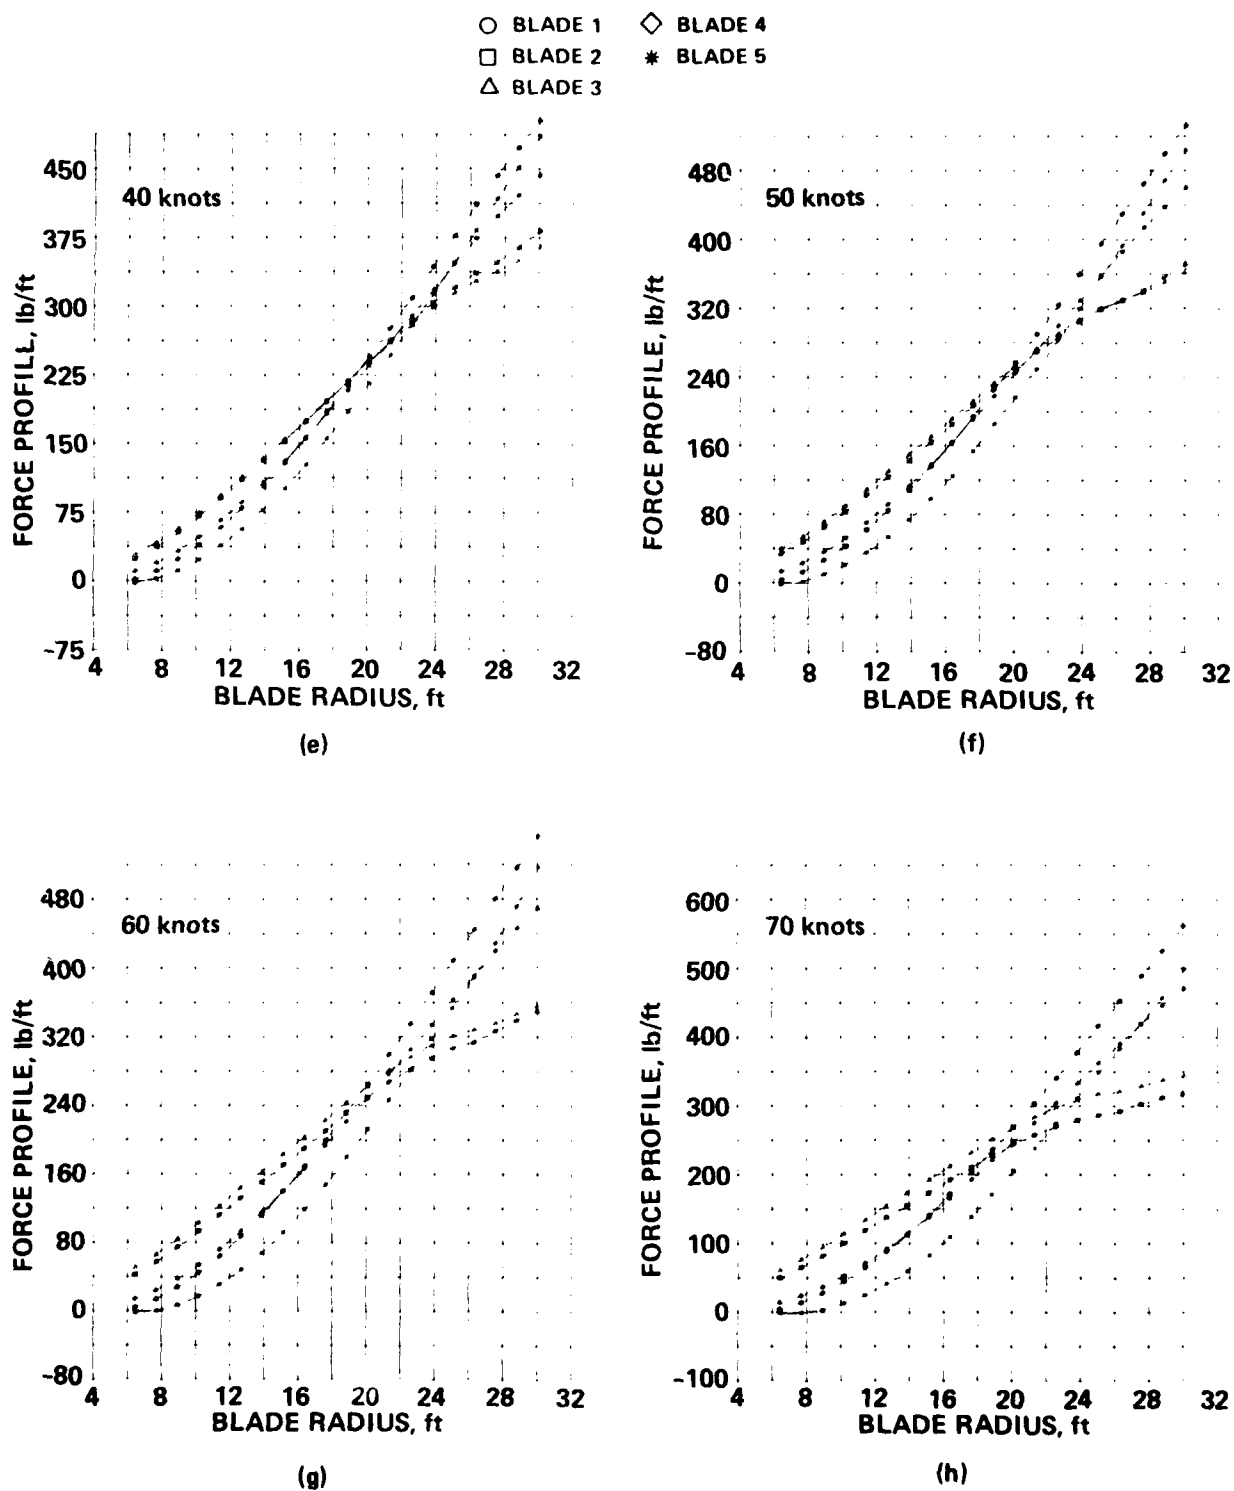 BLADE 1
BLADE 4
BLADE 2
BLADE 5
BLADE 3
40 knots
FORCE PROFILE, lb/ft
450
375
300
225
150
75
0
-75
4 8 12 16 20 24 28 32
BLADE RADIUS, ft
(e)
50 knots
FORCE PROFILE, lb/ft
480
400
320
240
160
80
0
-80
4 8 12 16 20 24 28 32
BLADE RADIUS, ft
(f)
60 knots
FORCE PROFILE, lb/ft
480
400
320
240
160
80
0
-80
4 8 12 16 20 24 28 32
BLADE RADIUS, ft
(g)
70 knots
FORCE PROFILE, lb/ft
600
500
400
300
200
100
0
-100
4 8 12 16 20 24 28 32
BLADE RADIUS, ft
(h)